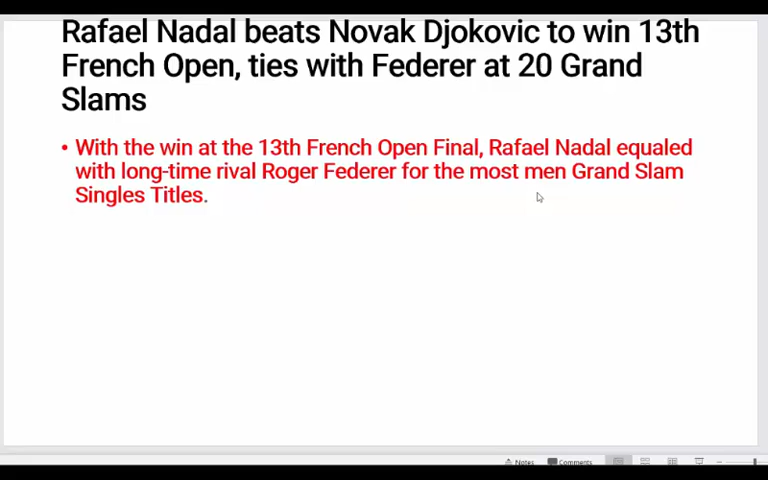 Rafael Nadal beats Novak Djokovic to win 13th
French Open, ties with Federer at 20 Grand
Slams
• With the win at the 13th French Open Final, Rafael Nadal equaled
with long-time rival Roger Federer for the most men Grand Slam
Singles Titles.
Notes Comments